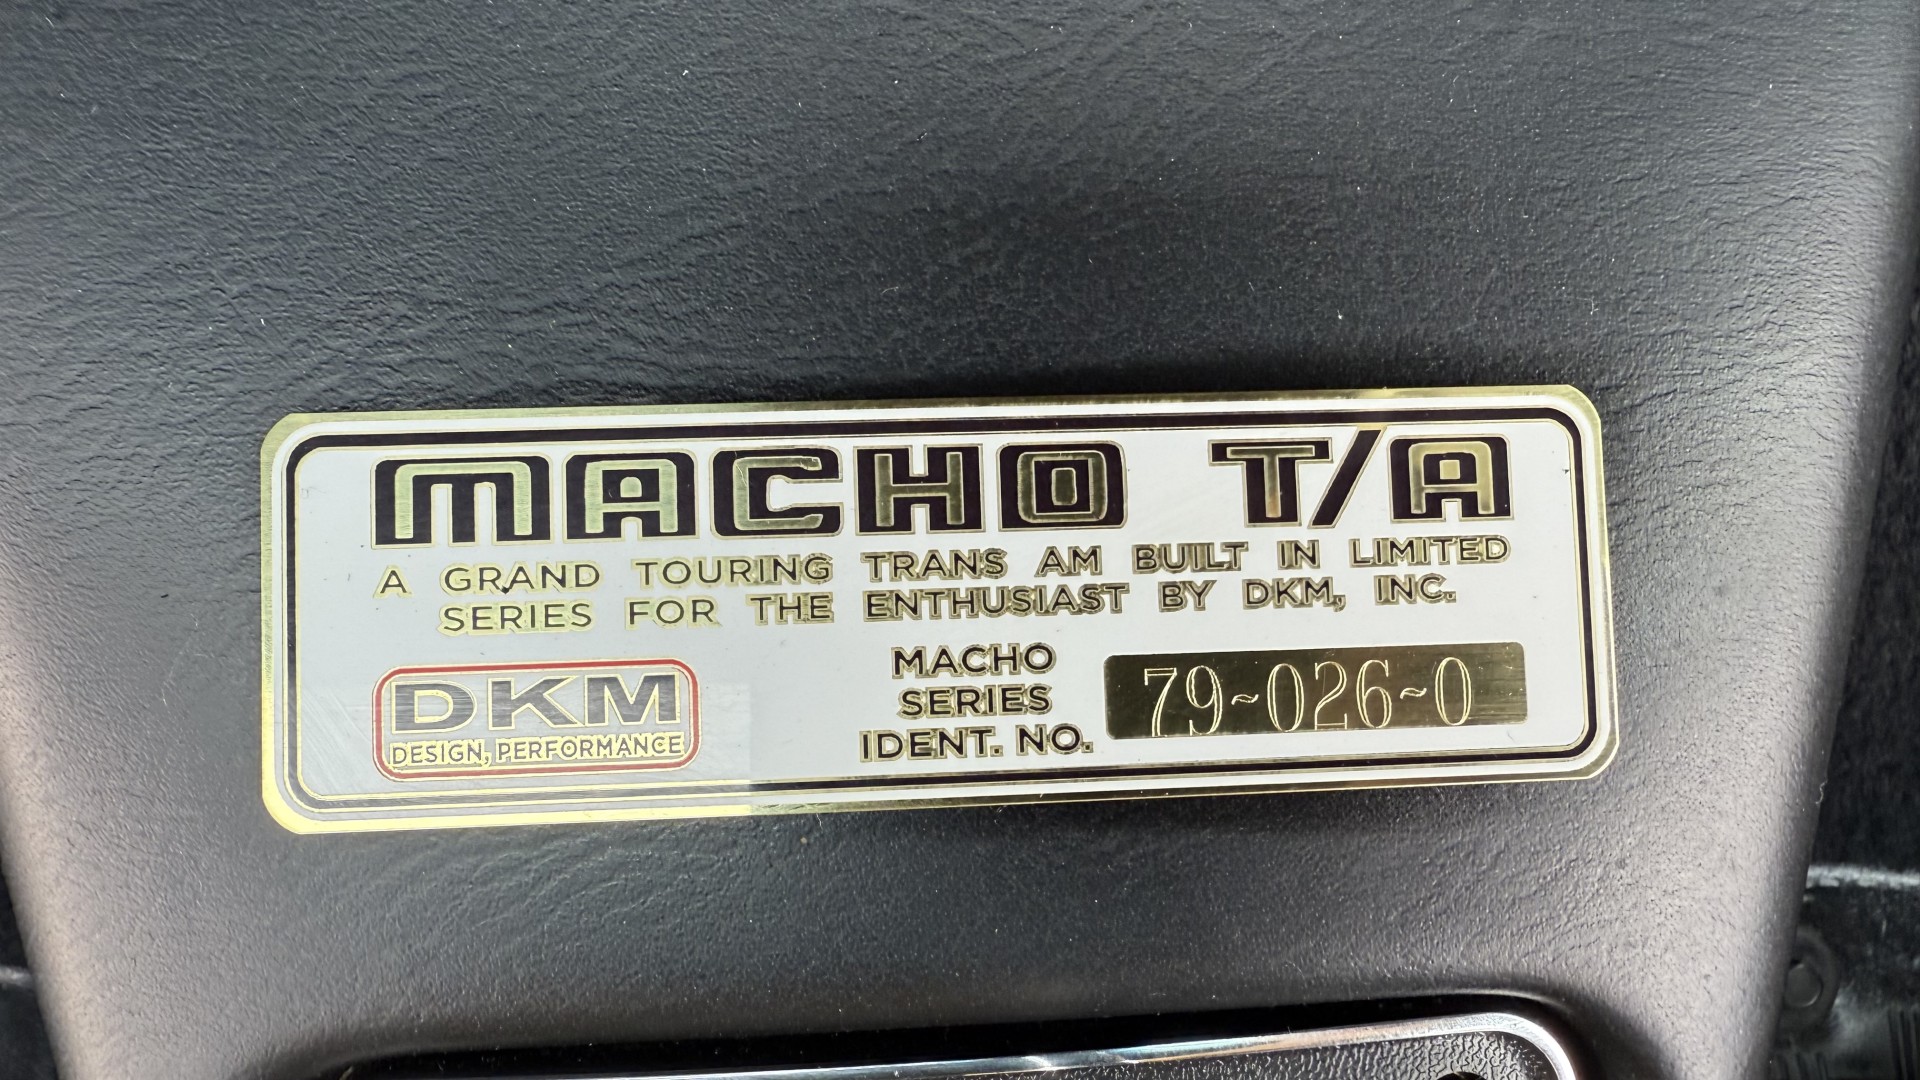 MACHO T/A
A GRAND TOURING TRANS AM BUILT IN LIMITED
SERIES FOR THE ENTHUSIAST BY DKM, INC.
DKM
DESIGN, PERFORMANCE
MACHO
SERIES
IDENT. NO.
79-026-0